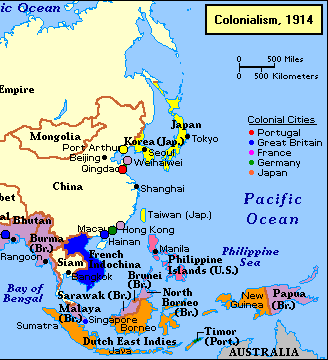 ic Ocean
Colonialism, 1914
0 500 Miles
0 500 Kilometers
Empire
Mongolia
Japan
Korea (Jap.)
Port Arthur
Seoul
Tokyo
Beijing
Weihaiwei
Qingdao
Colonial Cities
Portugal
Great Britain
France
Germany
Japan
China
Shanghai
bet
Pacific
Ocean
Taiwan (Jap.)
al
Bhutan
Macau
Hong Kong
Burma
(Br.)
Hainan
Rangoon
French
Indochina
Siam
Manila
Philippine
Sea
Philippine
Islands (U.S.)
Bay of
Bengal
Brunei
(Br.)
Sarawak (Br.)
North
Borneo
(Br.)
Malaya
(Br.)
Singapore
Sumatra
Borneo
New
Guinea
Papua
(Br.)
Dutch East Indies
Java
Timor
(Port.)
AUSTRALIA